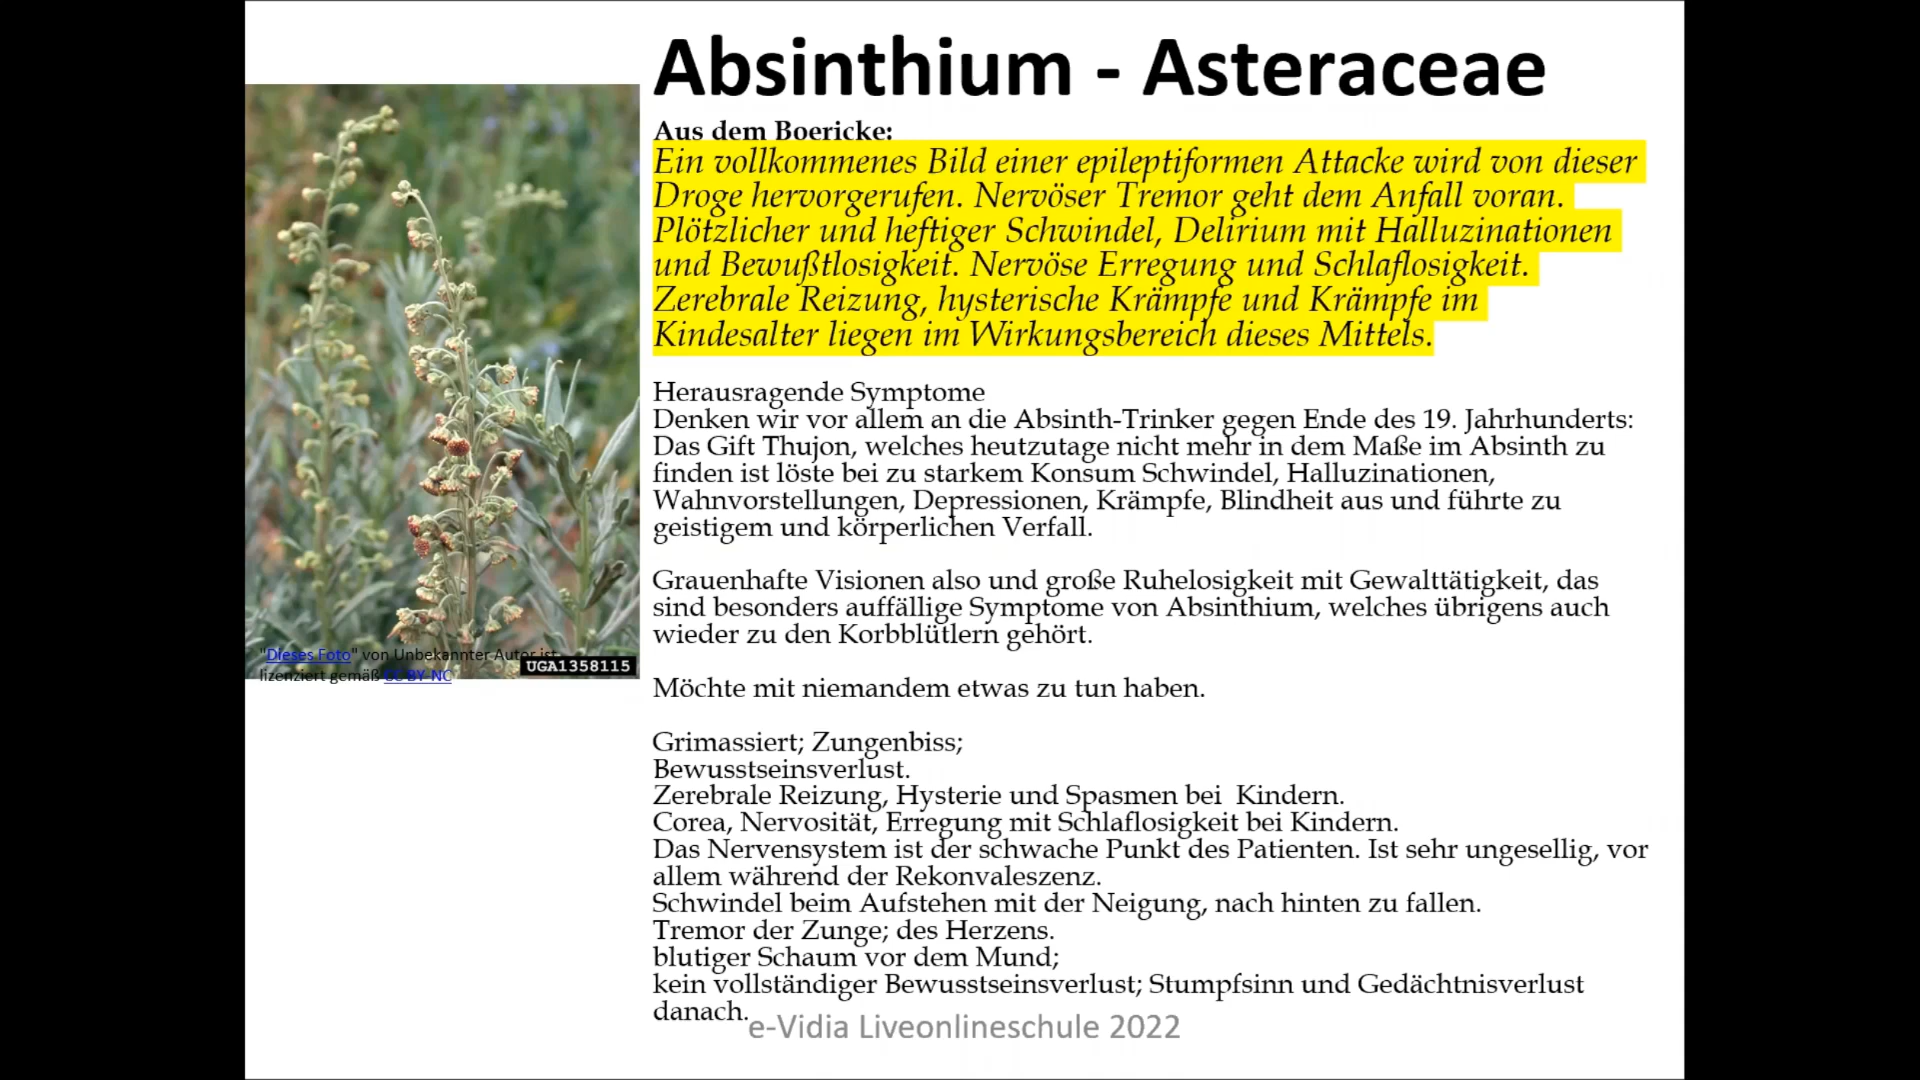 Absinthium - Asteraceae
Aus dem Boericke:
Ein vollkommenes Bild einer epileptiformen Attacke wird von dieser
Droge hervorgerufen. Nervöser Tremor geht dem Anfall voran.
Plötzlicher und heftiger Schwindel, Delirium mit Halluzinationen
und Bewußtlosigkeit. Nervöse Erregung und Schlaflosigkeit.
Zerebrale Reizung, hysterische Krämpfe und Krämpfe im
Kindesalter liegen im Wirkungsbereich dieses Mittels.
Herausragende Symptome
Denken wir vor allem an die Absinth-Trinker gegen Ende des 19. Jahrhunderts:
Das Gift Thujon, welches heutzutage nicht mehr in dem Maße im Absinth zu
finden ist löste bei zu starkem Konsum Schwindel, Halluzinationen,
Wahnvorstellungen, Depressionen, Krämpfe, Blindheit aus und führte zu
geistigem und körperlichen Verfall.
Grauenhafte Visionen also und große Ruhelosigkeit mit Gewalttätigkeit, das
sind besonders auffällige Symptome von Absinthium, welches übrigens auch
wieder zu den Korbblütlern gehört.
Möchte mit niemandem etwas zu tun haben.
Grimassiert; Zungenbiss;
Bewusstseinsverlust.
Zerebrale Reizung, Hysterie und Spasmen bei  Kindern.
Corea, Nervosität, Erregung mit Schlaflosigkeit bei Kindern.
Das Nervensystem ist der schwache Punkt des Patienten. Ist sehr ungesellig, vor
allem während der Rekonvaleszenz.
Schwindel beim Aufstehen mit der Neigung, nach hinten zu fallen.
Tremor der Zunge; des Herzens.
blutiger Schaum vor dem Mund;
kein vollständiger Bewusstseinsverlust; Stumpfsinn und Gedächtnisverlust
danach.
"Dieses Foto" von Unbekannter Autor ist
lizenziert gemäß CC BY-NC
UGA1358115
e-Vidia Liveonlineschule 2022